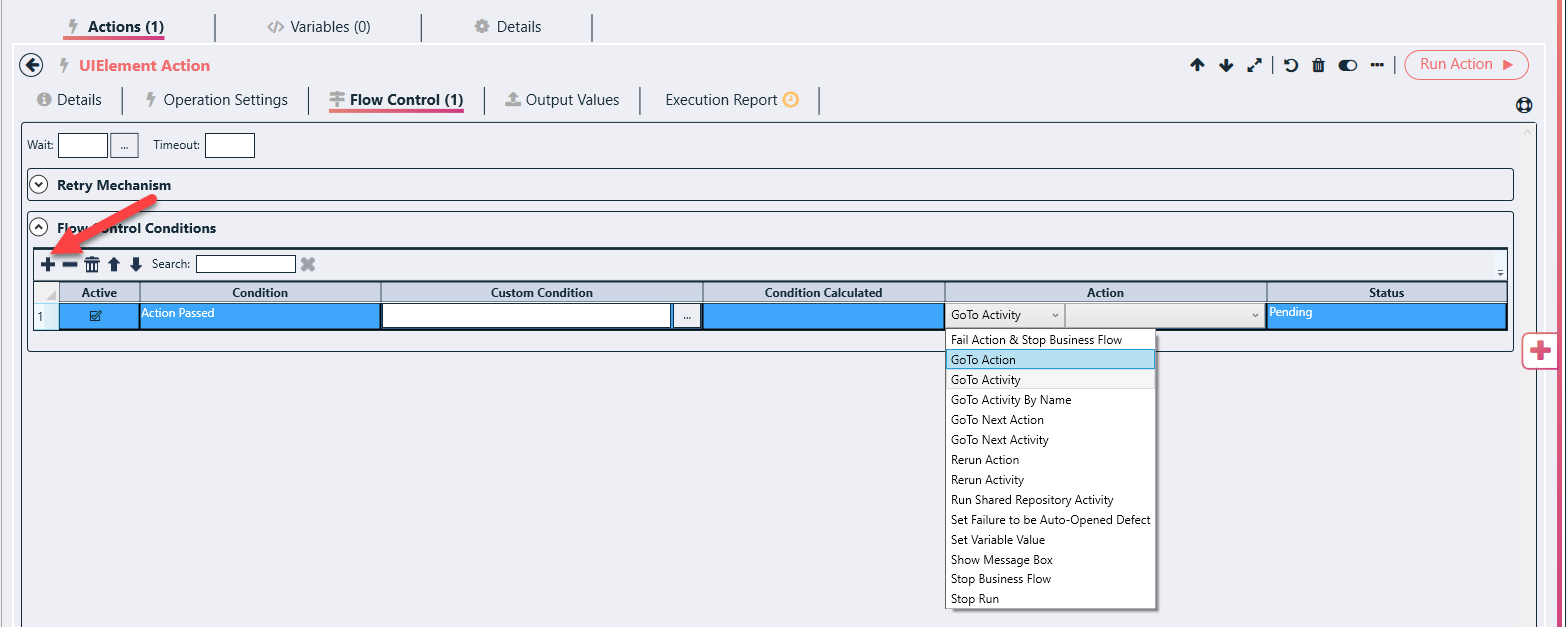 Actions (1) Variables (0) Details
UIElement Action Run Action
Details Operation Settings Flow Control (1) Output Values Execution Report
Wait: ... Timeout:
Retry Mechanism
Flow Control Conditions
Search:
Active Condition Custom Condition Condition Calculated Action Status
1 Action Passed ... GoTo Activity Pending
Fail Action & Stop Business Flow
GoTo Action
GoTo Activity
GoTo Activity By Name
GoTo Next Action
GoTo Next Activity
Rerun Action
Rerun Activity
Run Shared Repository Activity
Set Failure to be Auto-Opened Defect
Set Variable Value
Show Message Box
Stop Business Flow
Stop Run